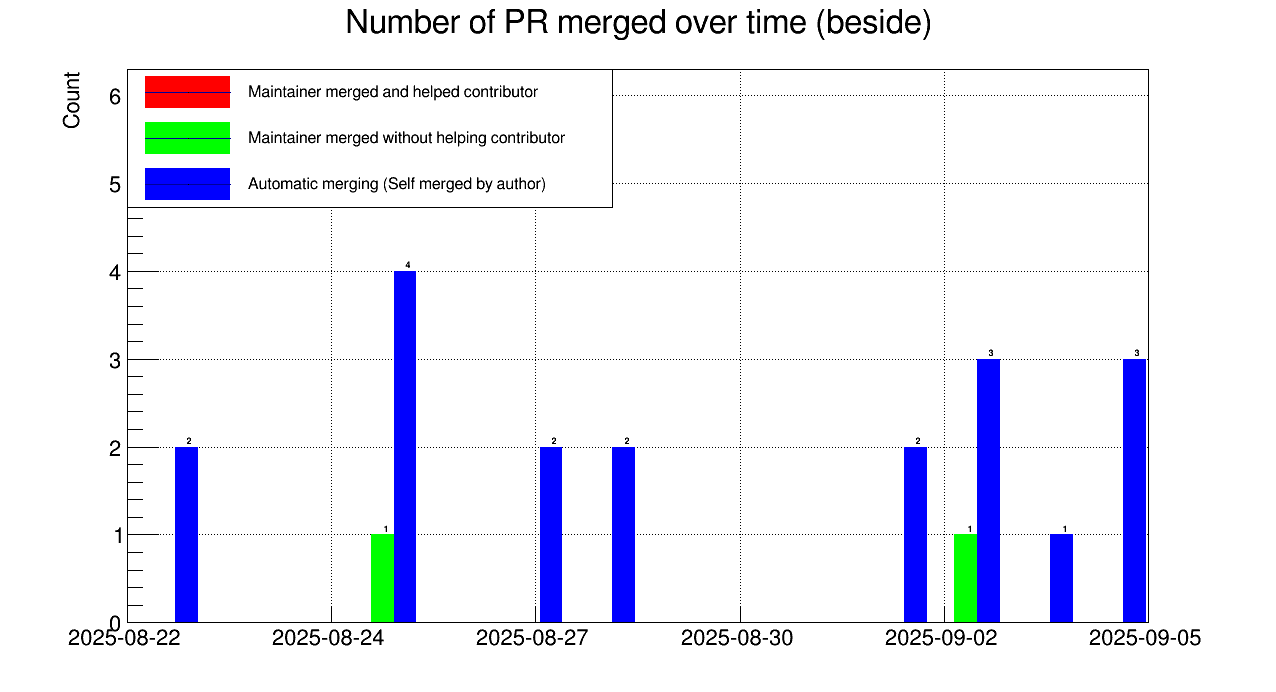 Number of PR merged over time (beside)
Count
Maintainer merged and helped contributor
Maintainer merged without helping contributor
Automatic merging (Self merged by author)
6
5
4
3
2
1
0
4
3
3
2
2
2
2
1
1
1
2025-08-22 2025-08-24 2025-08-27 2025-08-30 2025-09-02 2025-09-05